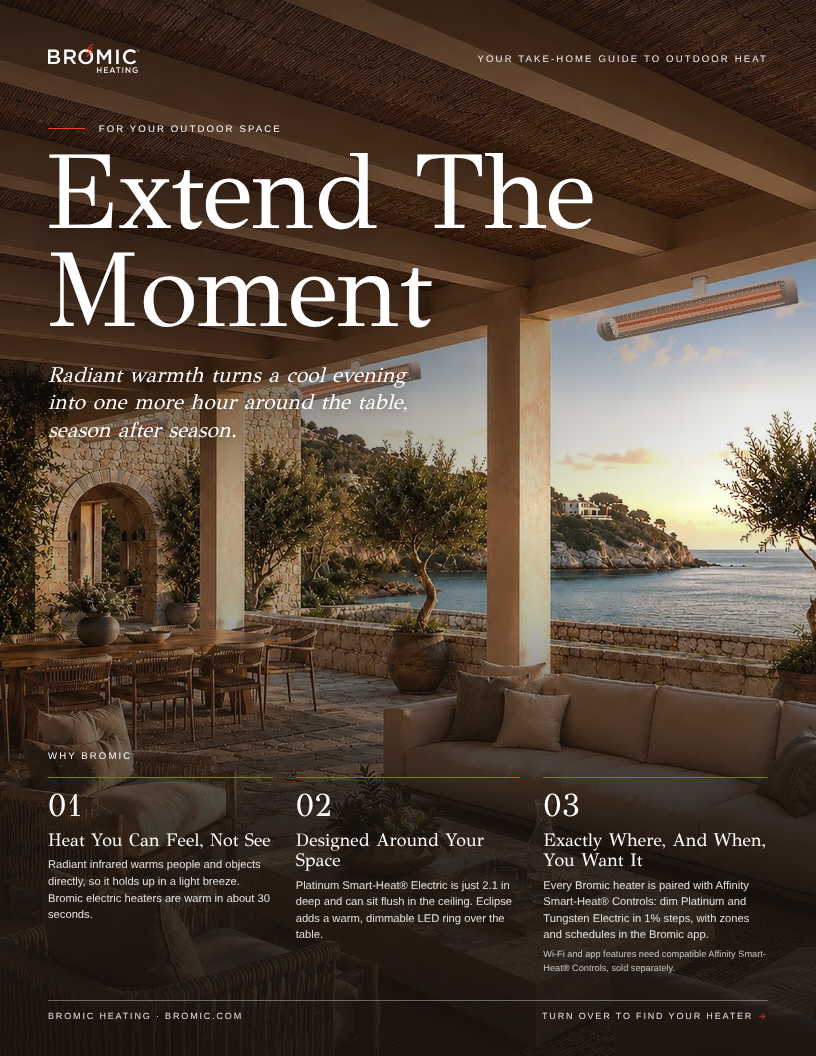 BROMIC
HEATING
YOUR TAKE-HOME GUIDE TO OUTDOOR HEAT
FOR YOUR OUTDOOR SPACE
Extend The
Moment
Radiant warmth turns a cool evening
into one more hour around the table,
season after season.
WHY BROMIC
01
Heat You Can Feel, Not See
Radiant infrared warms people and objects
directly, so it holds up in a light breeze.
Bromic electric heaters are warm in about 30
seconds.
02
Designed Around Your
Space
Platinum Smart-Heat® Electric is just 2.1 in
deep and can sit flush in the ceiling. Eclipse
adds a warm, dimmable LED ring over the
table.
03
Exactly Where, And When,
You Want It
Every Bromic heater is paired with Affinity
Smart-Heat® Controls: dim Platinum and
Tungsten Electric in 1% steps, with zones
and schedules in the Bromic app.
Wi-Fi and app features need compatible Affinity Smart-
Heat® Controls, sold separately.
BROMIC HEATING · BROMIC.COM
TURN OVER TO FIND YOUR HEATER →